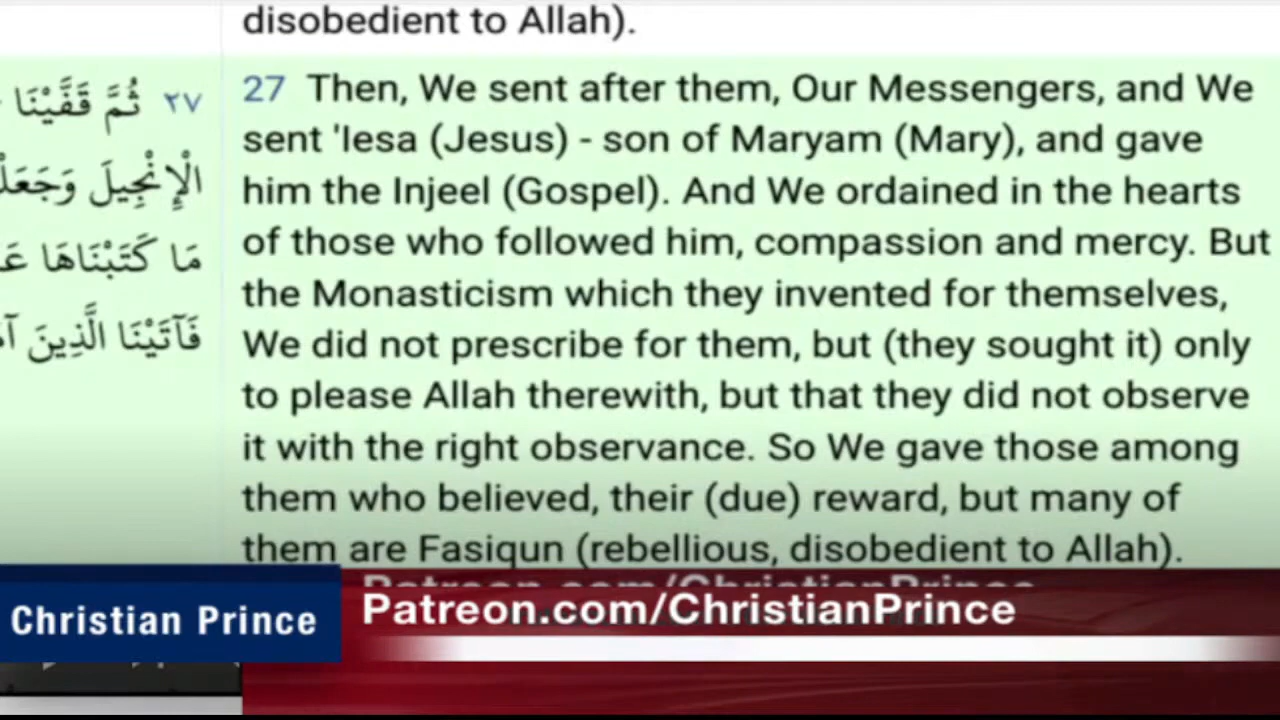 disobedient to Allah).
٢٧ ثُمَّ قَفَّيْنَا
الْإِنْجِيلَ
مَا كَتَبْنَاهَا
فَآتَيْنَا الَّذِينَ
27 Then, We sent after them, Our Messengers, and We
sent 'Iesa (Jesus) - son of Maryam (Mary), and gave
him the Injeel (Gospel). And We ordained in the hearts
of those who followed him, compassion and mercy. But
the Monasticism which they invented for themselves,
We did not prescribe for them, but (they sought it) only
to please Allah therewith, but that they did not observe
it with the right observance. So We gave those among
them who believed, their (due) reward, but many of
them are Fasiqun (rebellious, disobedient to Allah).
Christian Prince
Patreon.com/ChristianPrince
Patreon.com/ChristianPrince